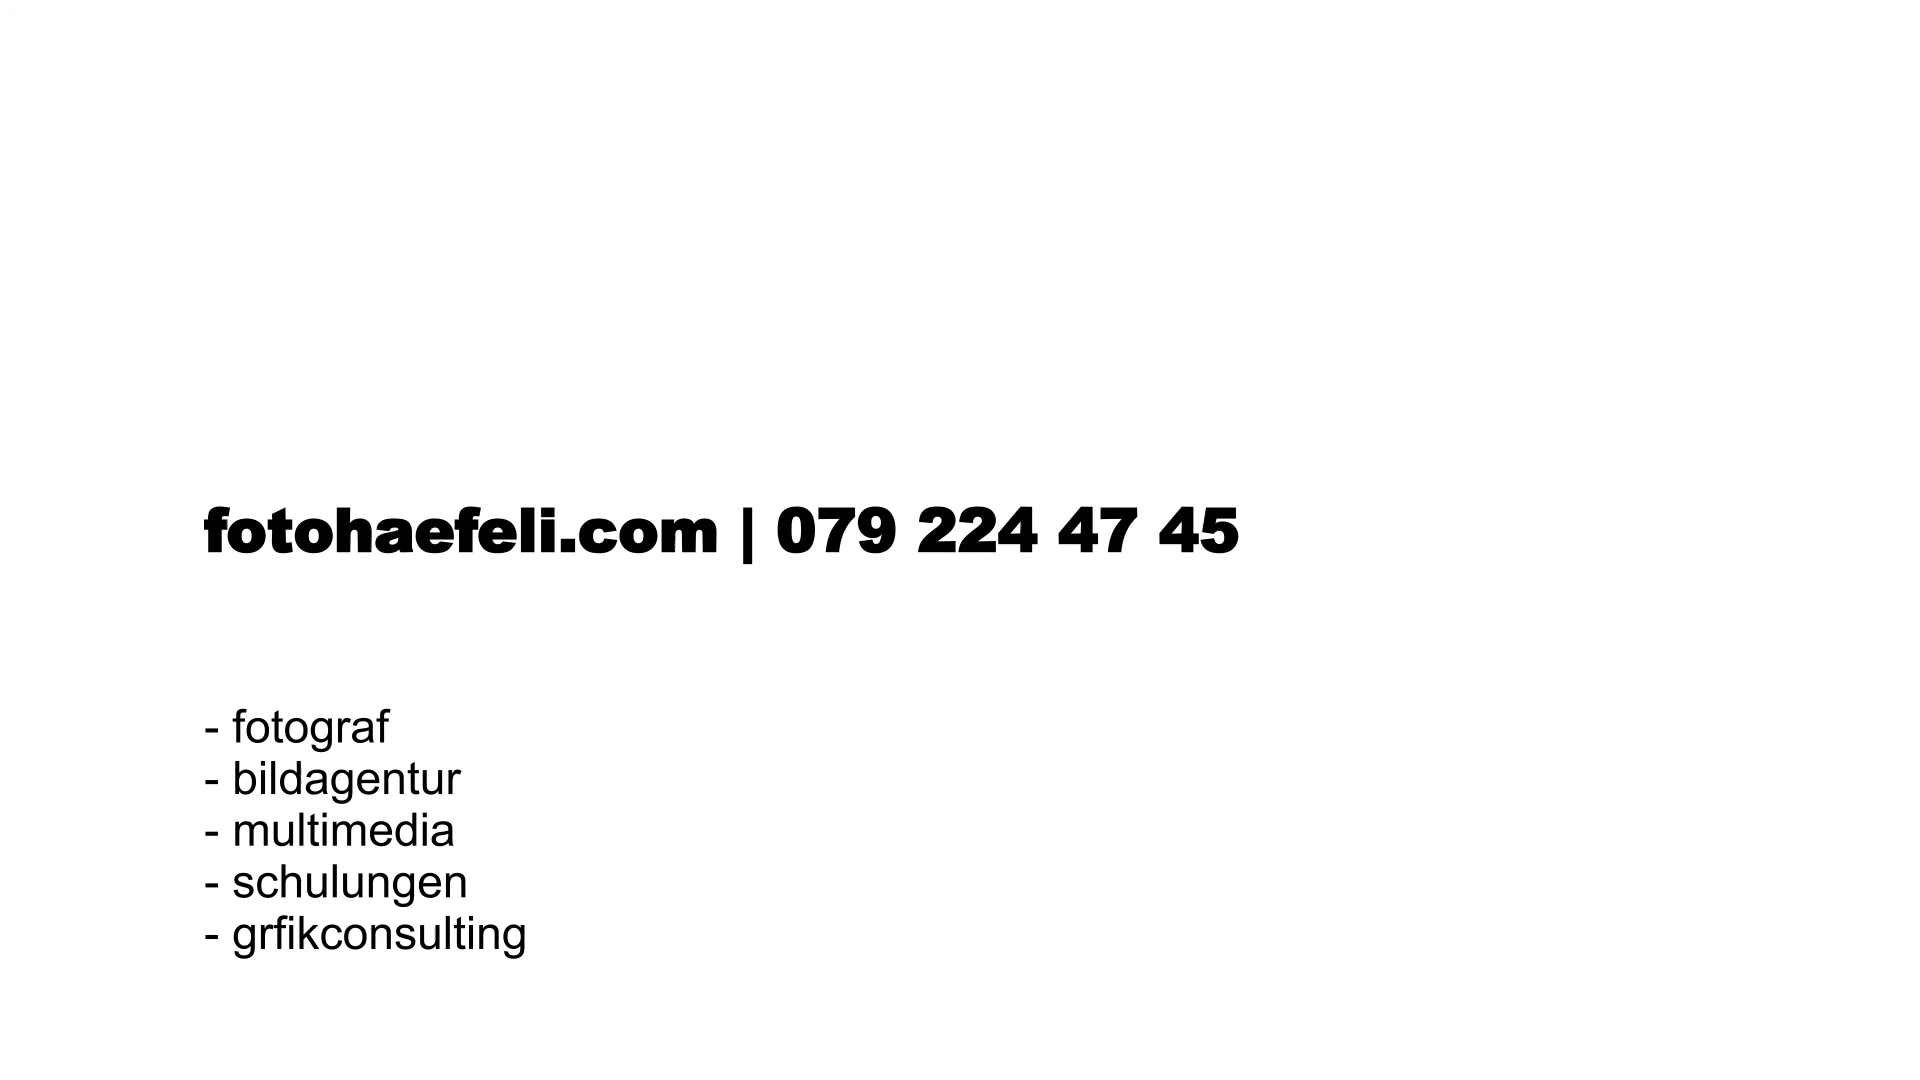 fotohaefeli.com | 079 224 47 45
- fotograf
- bildagentur
- multimedia
- schulungen
- grfikconsulting